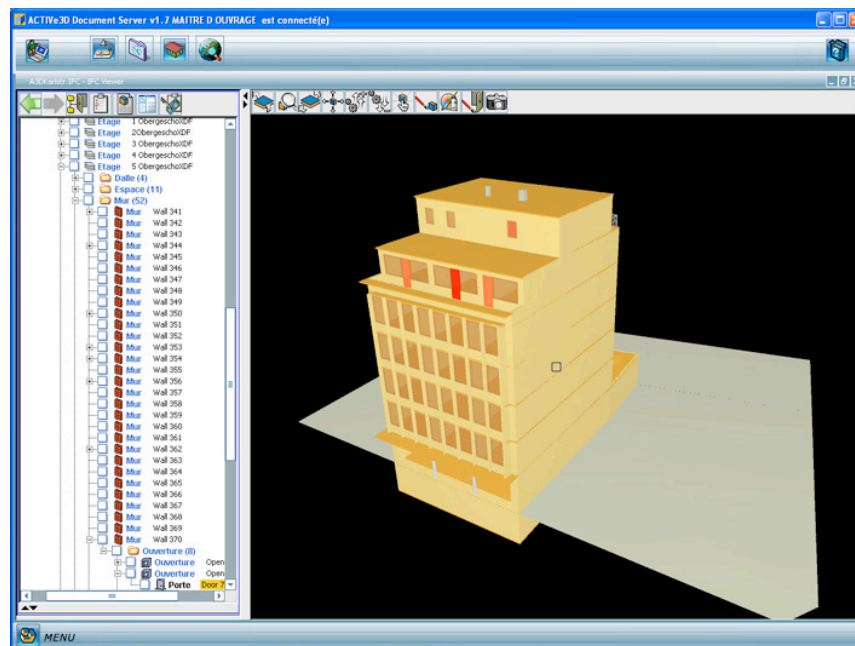 ACTIVe3D Document Server v1.7 MAITRE D OUVRAGE est connecté(e)
A3DKarlstr.IFC - IFC Viewer
Etage 1 ObergeschoXDF
Etage 2ObergeschoXDF
Etage 3 ObergeschoXDF
Etage 4 ObergeschoXDF
Etage 5 ObergeschoXDF
Dalle (4)
Espace (11)
Mur (52)
Mur Wall 341
Mur Wall 342
Mur Wall 343
Mur Wall 344
Mur Wall 345
Mur Wall 346
Mur Wall 347
Mur Wall 348
Mur Wall 349
Mur Wall 350
Mur Wall 351
Mur Wall 352
Mur Wall 353
Mur Wall 354
Mur Wall 355
Mur Wall 356
Mur Wall 357
Mur Wall 358
Mur Wall 359
Mur Wall 360
Mur Wall 361
Mur Wall 362
Mur Wall 363
Mur Wall 364
Mur Wall 365
Mur Wall 366
Mur Wall 367
Mur Wall 368
Mur Wall 369
Mur Wall 370
Ouverture (8)
Ouverture Open
Ouverture Open
Porte Door 7
MENU